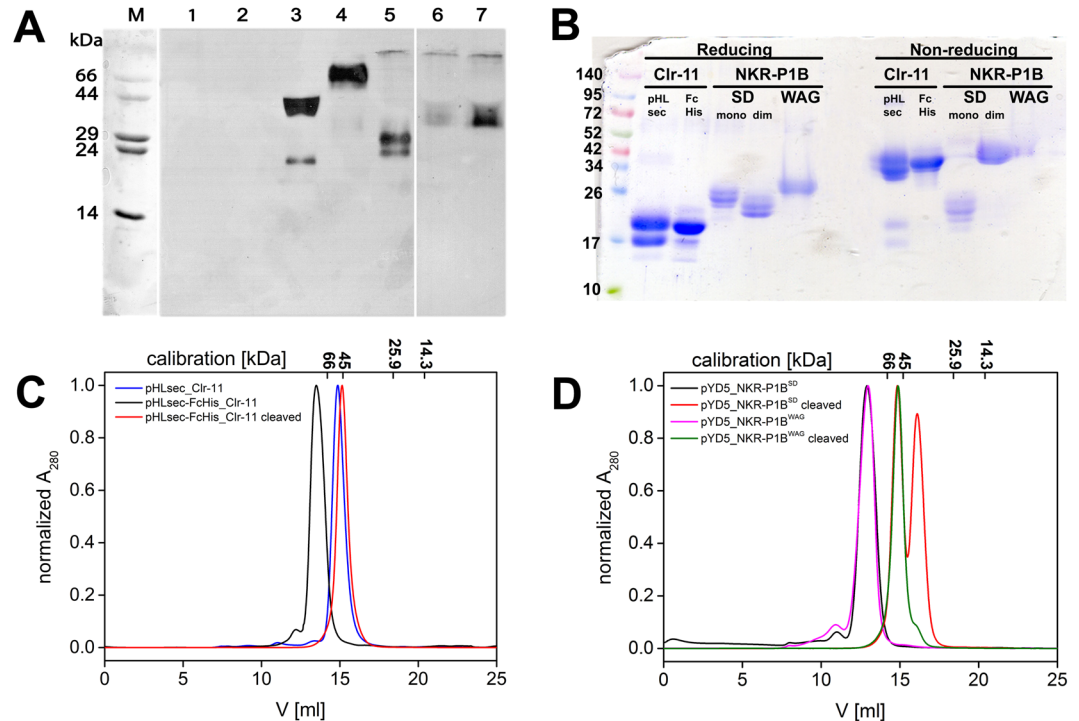 A
M 1 2 3 4 5 6 7
kDa
66
44
29
24
14
B
Reducing Non-reducing
Clr-11 NKR-P1B Clr-11 NKR-P1B
pHL sec Fc His SD WAG pHL sec Fc His SD WAG
mono dim mono dim
140
95
72
52
42
34
26
17
10
C
calibration [kDa] 66 45 25.9 14.3
pHLsec_Clr-11
pHLsec-FcHis_Clr-11
pHLsec-FcHis_Clr-11 cleaved
normalized A280
1.0
0.8
0.6
0.4
0.2
0.0
0 5 10 15 20 25
V [ml]
D
calibration [kDa] 66 45 25.9 14.3
pYD5_NKR-P1BSD
pYD5_NKR-P1BSD cleaved
pYD5_NKR-P1BWAG
pYD5_NKR-P1BWAG cleaved
normalized A280
1.0
0.8
0.6
0.4
0.2
0.0
0 5 10 15 20 25
V [ml]